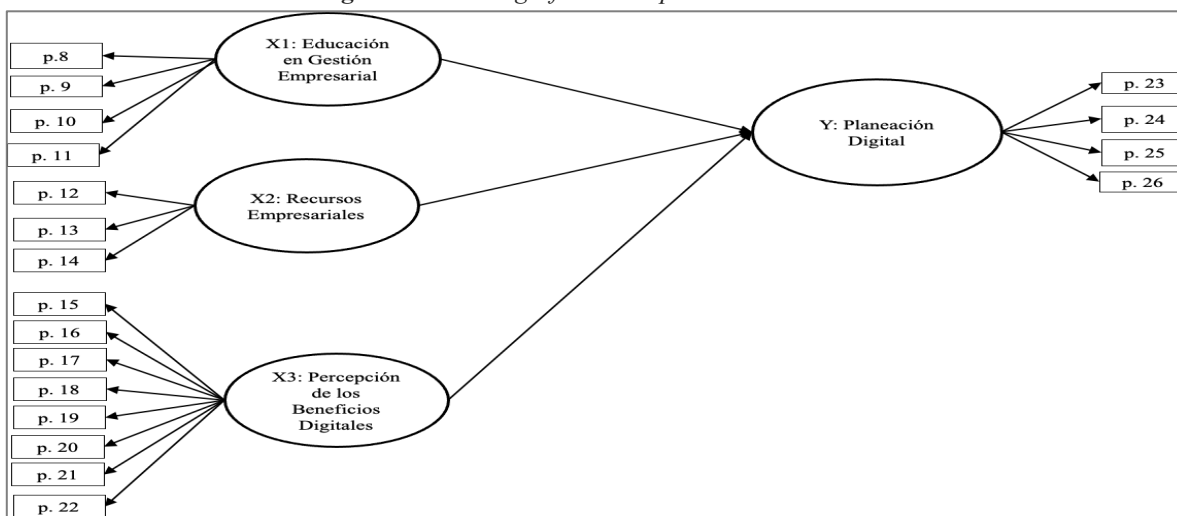 p.8
p. 9
p. 10
p. 11
p. 12
p. 13
p. 14
p. 15
p. 16
p. 17
p. 18
p. 19
p. 20
p. 21
p. 22
X1: Educación
en Gestión
Empresarial
X2: Recursos
Empresariales
X3: Percepción
de los
Beneficios
Digitales
Y: Planeación
Digital
p. 23
p. 24
p. 25
p. 26